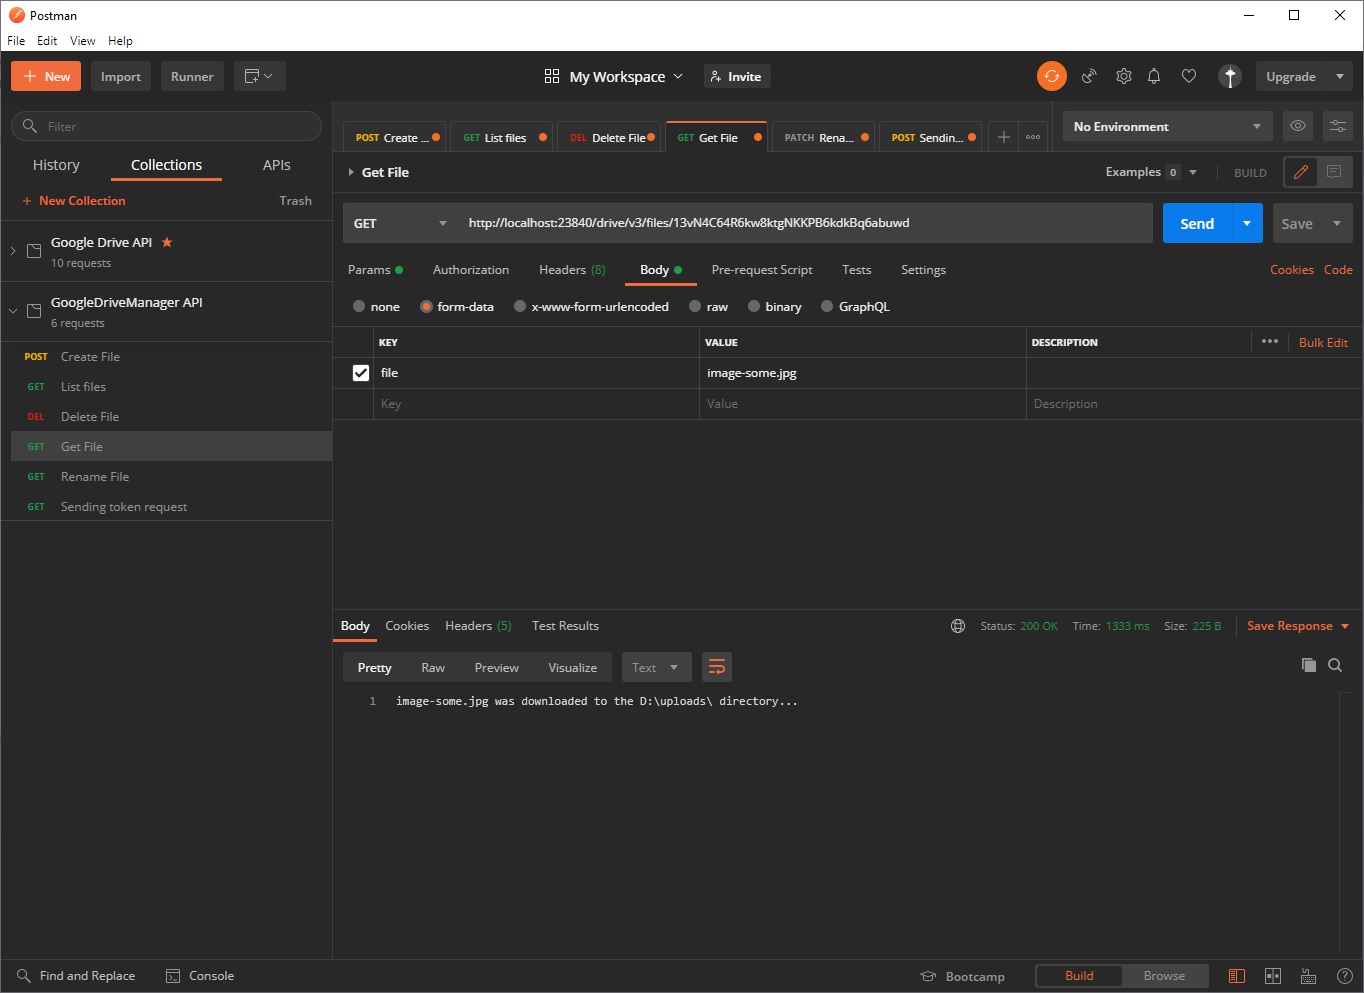 Postman
File Edit View Help
New Import Runner My Workspace Invite Upgrade
Filter
History Collections APIs
New Collection Trash
Google Drive API
10 requests
GoogleDriveManager API
6 requests
POST Create File
GET List files
DEL Delete File
GET Get File
GET Rename File
GET Sending token request
POST Create ... GET List files DEL Delete File GET Get File PATCH Rena... POST Sendin... No Environment
Get File Examples 0 BUILD
GET http://localhost:23840/drive/v3/files/13vN4C64R6kw8ktgNKKPB6kdkBq6abuwd Send Save
Params Authorization Headers (8) Body Pre-request Script Tests Settings Cookies Code
none form-data x-www-form-urlencoded raw binary GraphQL
KEY VALUE DESCRIPTION Bulk Edit
file image-some.jpg
Key Value Description
Body Cookies Headers (5) Test Results Status: 200 OK Time: 1333 ms Size: 225 B Save Response
Pretty Raw Preview Visualize Text
1 image-some.jpg was downloaded to the D:\uploads\ directory...
Find and Replace Console Bootcamp Build Browse